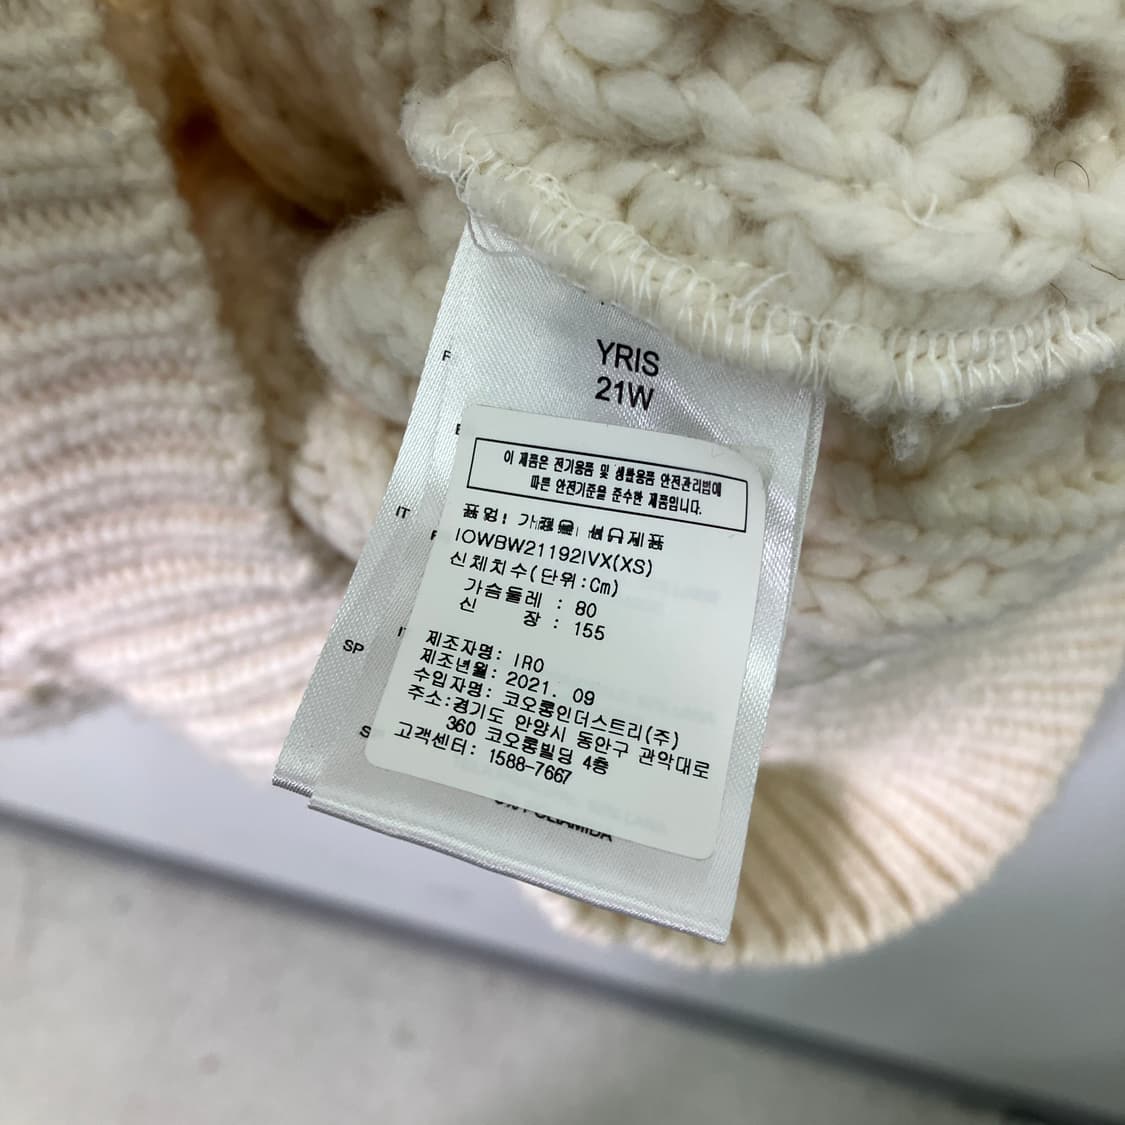 YRIS
21W
F
이 제품은 전기용품 및 생활용품 안전관리법에
따른 안전기준을 준수한 제품입니다.
품명:
IOWBW21192IVX(XS)
신체치수(단위:Cm)
가슴둘레 : 80
신 장 : 155
제조자명: IRO
제조년월: 2021. 09
수입자명: 코오롱인더스트리(주)
주소:경기도 안양시 동안구 관악대로
360 코오롱빌딩 4층
고객센터: 1588-7667
IT
SP
POLIAMIDA